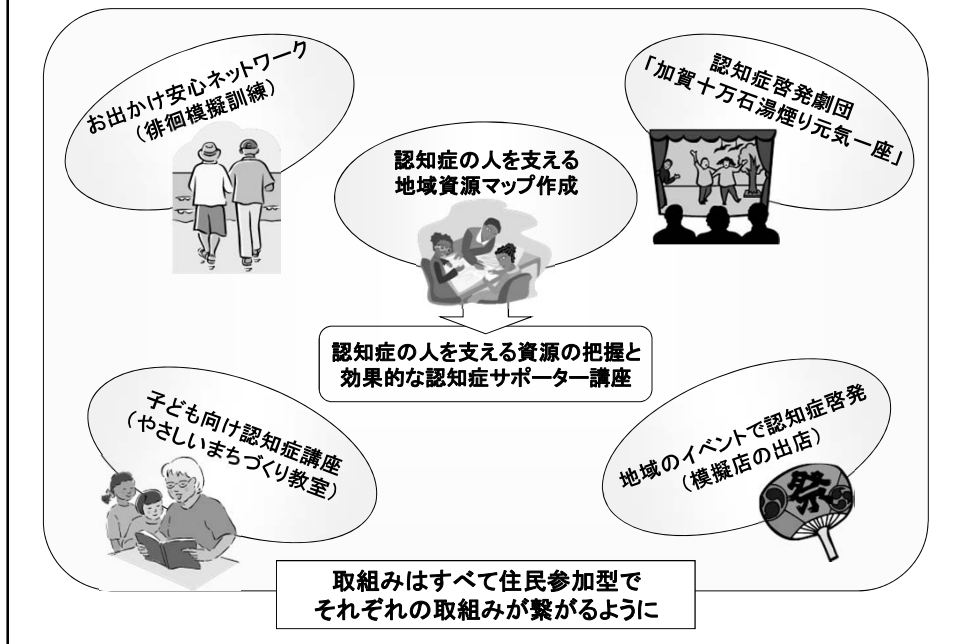 お出かけ安心ネットワーク
（徘徊模擬訓練）
認知症啓発劇団
「加賀十万石湯煙り元気一座」
認知症の人を支える
地域資源マップ作成
認知症の人を支える資源の把握と
効果的な認知症サポーター講座
子ども向け認知症講座
（やさしいまちづくり教室）
地域のイベントで認知症啓発
（模擬店の出店）
祭
取組みはすべて住民参加型で
それぞれの取組みが繋がるように